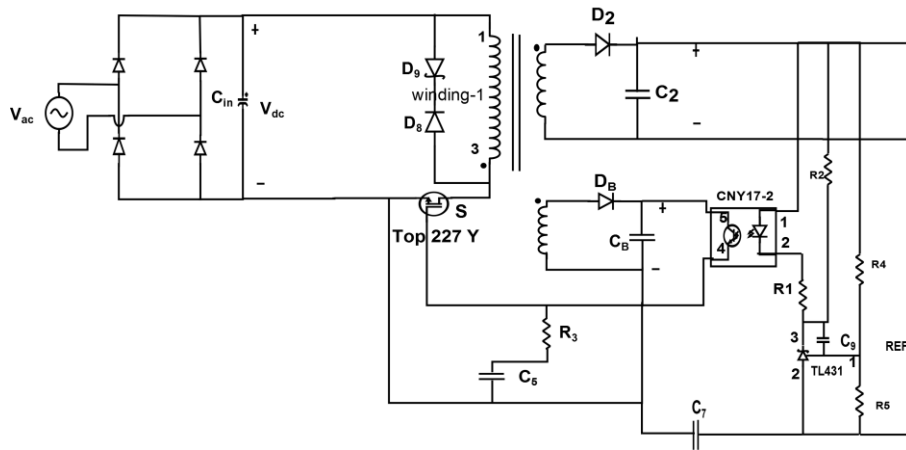 D2
1
+
+
D9
winding-1
Vac
Cin
Vdc
C2
D8
3
−
−
R2
DB
CNY17-2
S
+
5
1
Top 227 Y
CB
4
2
−
R1
R4
R3
3
C9
REF
C5
2
TL431
1
C7
R5